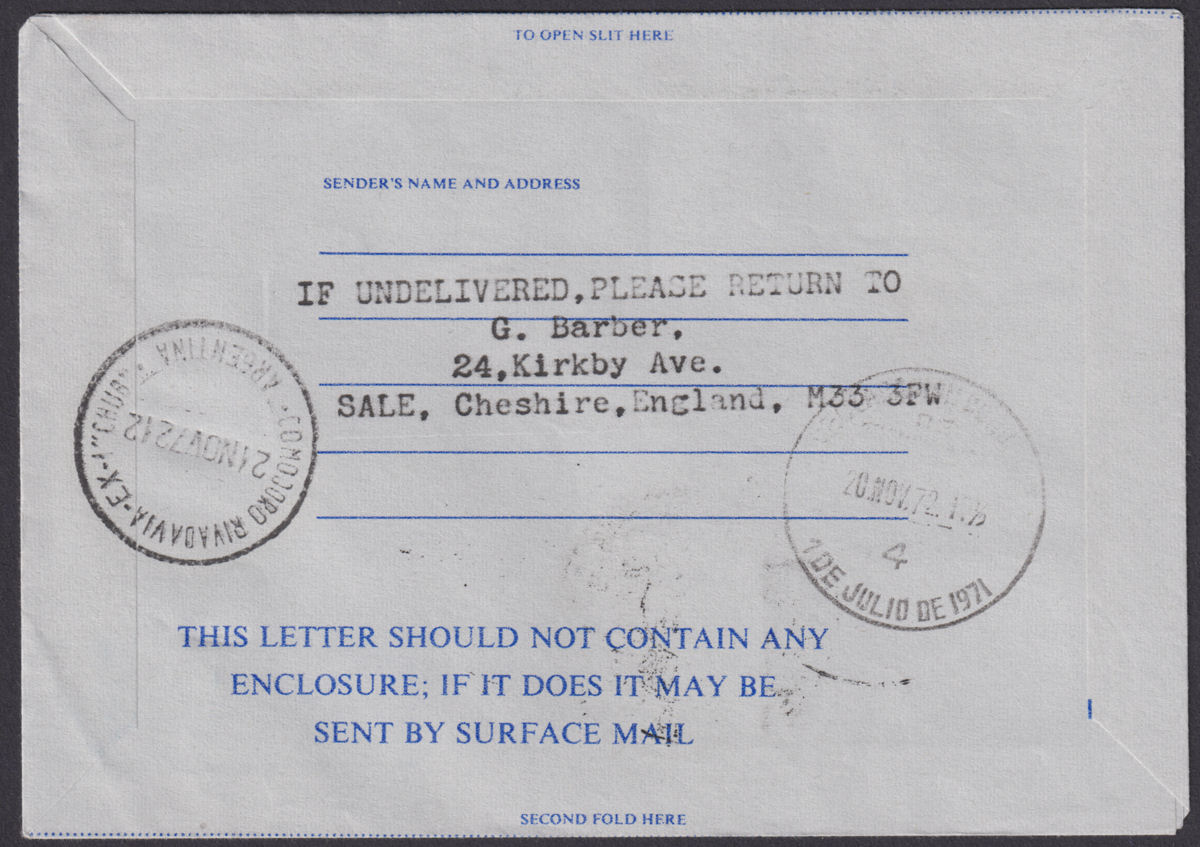 TO OPEN SLIT HERE
SENDER'S NAME AND ADDRESS
IF UNDELIVERED, PLEASE RETURN TO
G. Barber,
24, Kirkby Ave.
SALE, Cheshire, England, M33 3FW
COMODORO RIVADAVIA-EX-
ARGENTINA
21NOV7212
20.NOV.72.
4
1 DE JULIO DE 1971
THIS LETTER SHOULD NOT CONTAIN ANY
ENCLOSURE; IF IT DOES IT MAY BE
SENT BY SURFACE MAIL
SECOND FOLD HERE